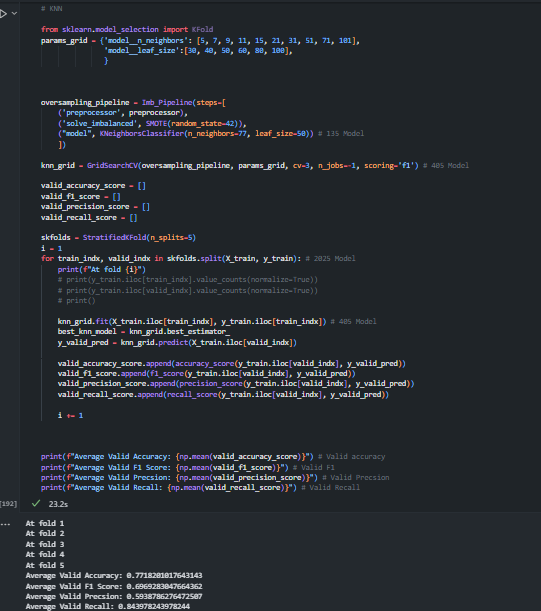 # KNN
from sklearn.model_selection import KFold
params_grid = {'model__n_neighbors': [5, 7, 9, 11, 15, 21, 31, 51, 71, 101],
'model__leaf_size':[30, 40, 50, 60, 80, 100],
}
oversampling_pipeline = Imb_Pipeline(steps=[
('preprocessor', preprocessor),
('solve_imbalanced', SMOTE(random_state=42)),
("model", KNeighborsClassifier(n_neighbors=77, leaf_size=50)) # 135 Model
])
knn_grid = GridSearchCV(oversampling_pipeline, params_grid, cv=3, n_jobs=-1, scoring='f1') # 405 Model
valid_accuracy_score = []
valid_f1_score = []
valid_precision_score = []
valid_recall_score = []
skfolds = StratifiedKFold(n_splits=5)
i = 1
for train_indx, valid_indx in skfolds.split(X_train, y_train): # 2025 Model
print(f"At fold {i}")
# print(y_train.iloc[train_indx].value_counts(normalize=True))
# print(y_train.iloc[valid_indx].value_counts(normalize=True))
# print()
knn_grid.fit(X_train.iloc[train_indx], y_train.iloc[train_indx]) # 405 Model
best_knn_model = knn_grid.best_estimator_
y_valid_pred = knn_grid.predict(X_train.iloc[valid_indx])
valid_accuracy_score.append(accuracy_score(y_train.iloc[valid_indx], y_valid_pred))
valid_f1_score.append(f1_score(y_train.iloc[valid_indx], y_valid_pred))
valid_precision_score.append(precision_score(y_train.iloc[valid_indx], y_valid_pred))
valid_recall_score.append(recall_score(y_train.iloc[valid_indx], y_valid_pred))
i += 1
print(f"Average Valid Accuracy: {np.mean(valid_accuracy_score)}") # Valid accuracy
print(f"Average Valid F1 Score: {np.mean(valid_f1_score)}") # Valid F1
print(f"Average Valid Precsion: {np.mean(valid_precision_score)}") # Valid Precsion
print(f"Average Valid Recall: {np.mean(valid_recall_score)}") # Valid Recall
[192] 23.2s
At fold 1
At fold 2
At fold 3
At fold 4
At fold 5
Average Valid Accuracy: 0.7718201017643143
Average Valid F1 Score: 0.6969283047664362
Average Valid Precsion: 0.5938786276472507
Average Valid Recall: 0.843978243978244